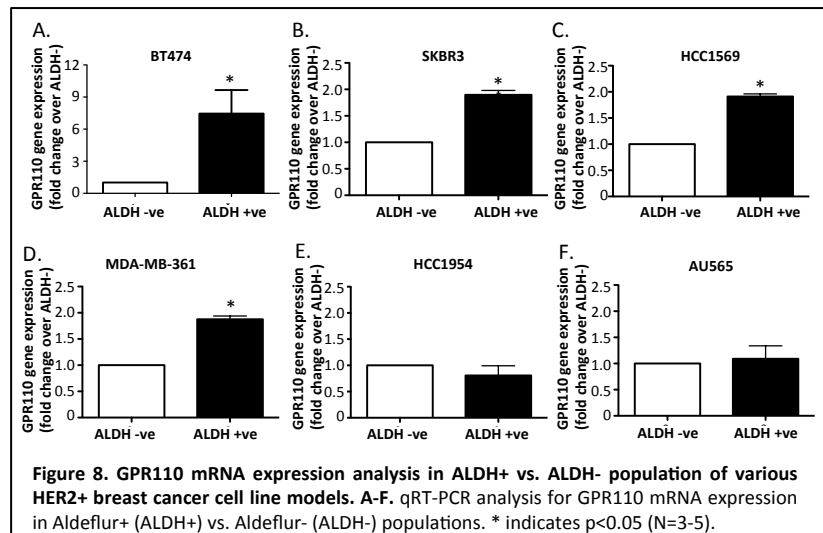 A.
BT474
GPR110 gene expression
(fold change over ALDH-)
12
9
6
3
0
*
ALDH -ve
ALDH +ve
B.
SKBR3
GPR110 gene expression
(fold change over ALDH-)
2.5
2.0
1.5
1.0
0.5
0
*
ALDH -ve
ALDH +ve
C.
HCC1569
GPR110 gene expression
(fold change over ALDH-)
2.5
2.0
1.5
1.0
0.5
0
*
ALDH -ve
ALDH +ve
D.
MDA-MB-361
GPR110 gene expression
(fold change over ALDH-)
2.5
2.0
1.5
1.0
0.5
0
*
ALDH -ve
ALDH +ve
E.
HCC1954
GPR110 gene expression
(fold change over ALDH-)
2.5
2.0
1.5
1.0
0.5
0
ALDH -ve
ALDH +ve
F.
AU565
GPR110 gene expression
(fold change over ALDH-)
2.5
2.0
1.5
1.0
0.5
0
ALDH -ve
ALDH +ve
Figure 8. GPR110 mRNA expression analysis in ALDH+ vs. ALDH- population of various
HER2+ breast cancer cell line models. A-F. qRT-PCR analysis for GPR110 mRNA expression
in Aldeflur+ (ALDH+) vs. Aldeflur- (ALDH-) populations. * indicates p<0.05 (N=3-5).